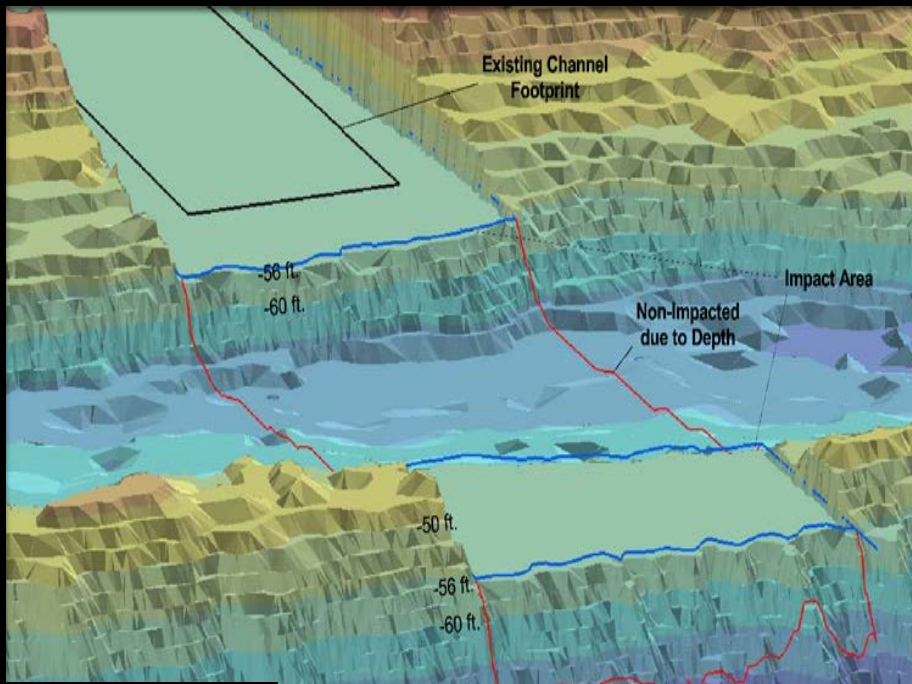 Existing Channel
Footprint
-56 ft.
-60 ft.
Impact Area
Non-Impacted
due to Depth
-50 ft.
-56 ft.
-60 ft.